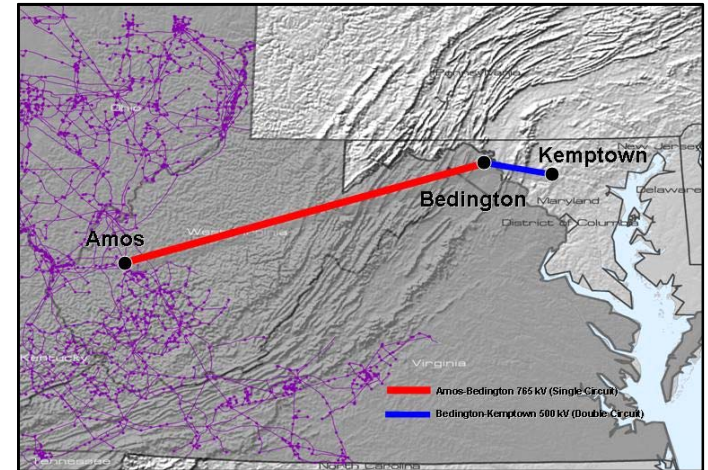 Pennsylvania
Ohio
New Jersey
Kemptown
Delaware
Bedington
Maryland
District of Columbia
Amos
West Virginia
Kentucky
Virginia
Amos-Bedington 765 kV (Single Circuit)
Bedington-Kemptown 500 kV (Double Circuit)
Tennessee
North Carolina